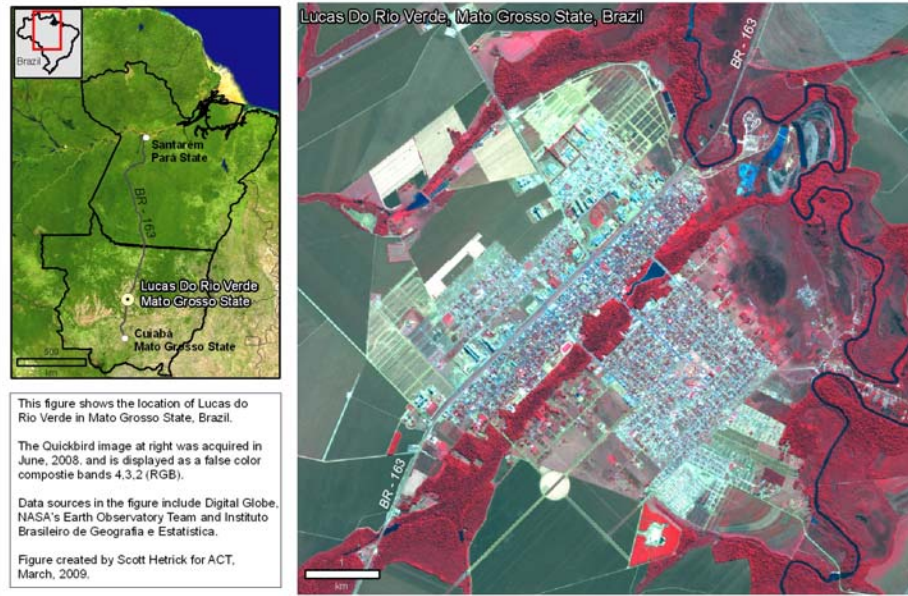 Brazil
Santarém
Pará State
BR - 163
Lucas Do Rio Verde
Mato Grosso State
Cuiabá
Mato Grosso State
500
km
Lucas Do Rio Verde, Mato Grosso State, Brazil
BR - 163
BR - 163
1
km
This figure shows the location of Lucas do
Rio Verde in Mato Grosso State, Brazil.
The Quickbird image at right was acquired in
June, 2008. and is displayed as a false color
compostie bands 4,3,2 (RGB).
Data sources in the figure include Digital Globe,
NASA's Earth Observatory Team and Instituto
Brasileiro de Geografia e Estatística.
Figure created by Scott Hetrick for ACT,
March, 2009.